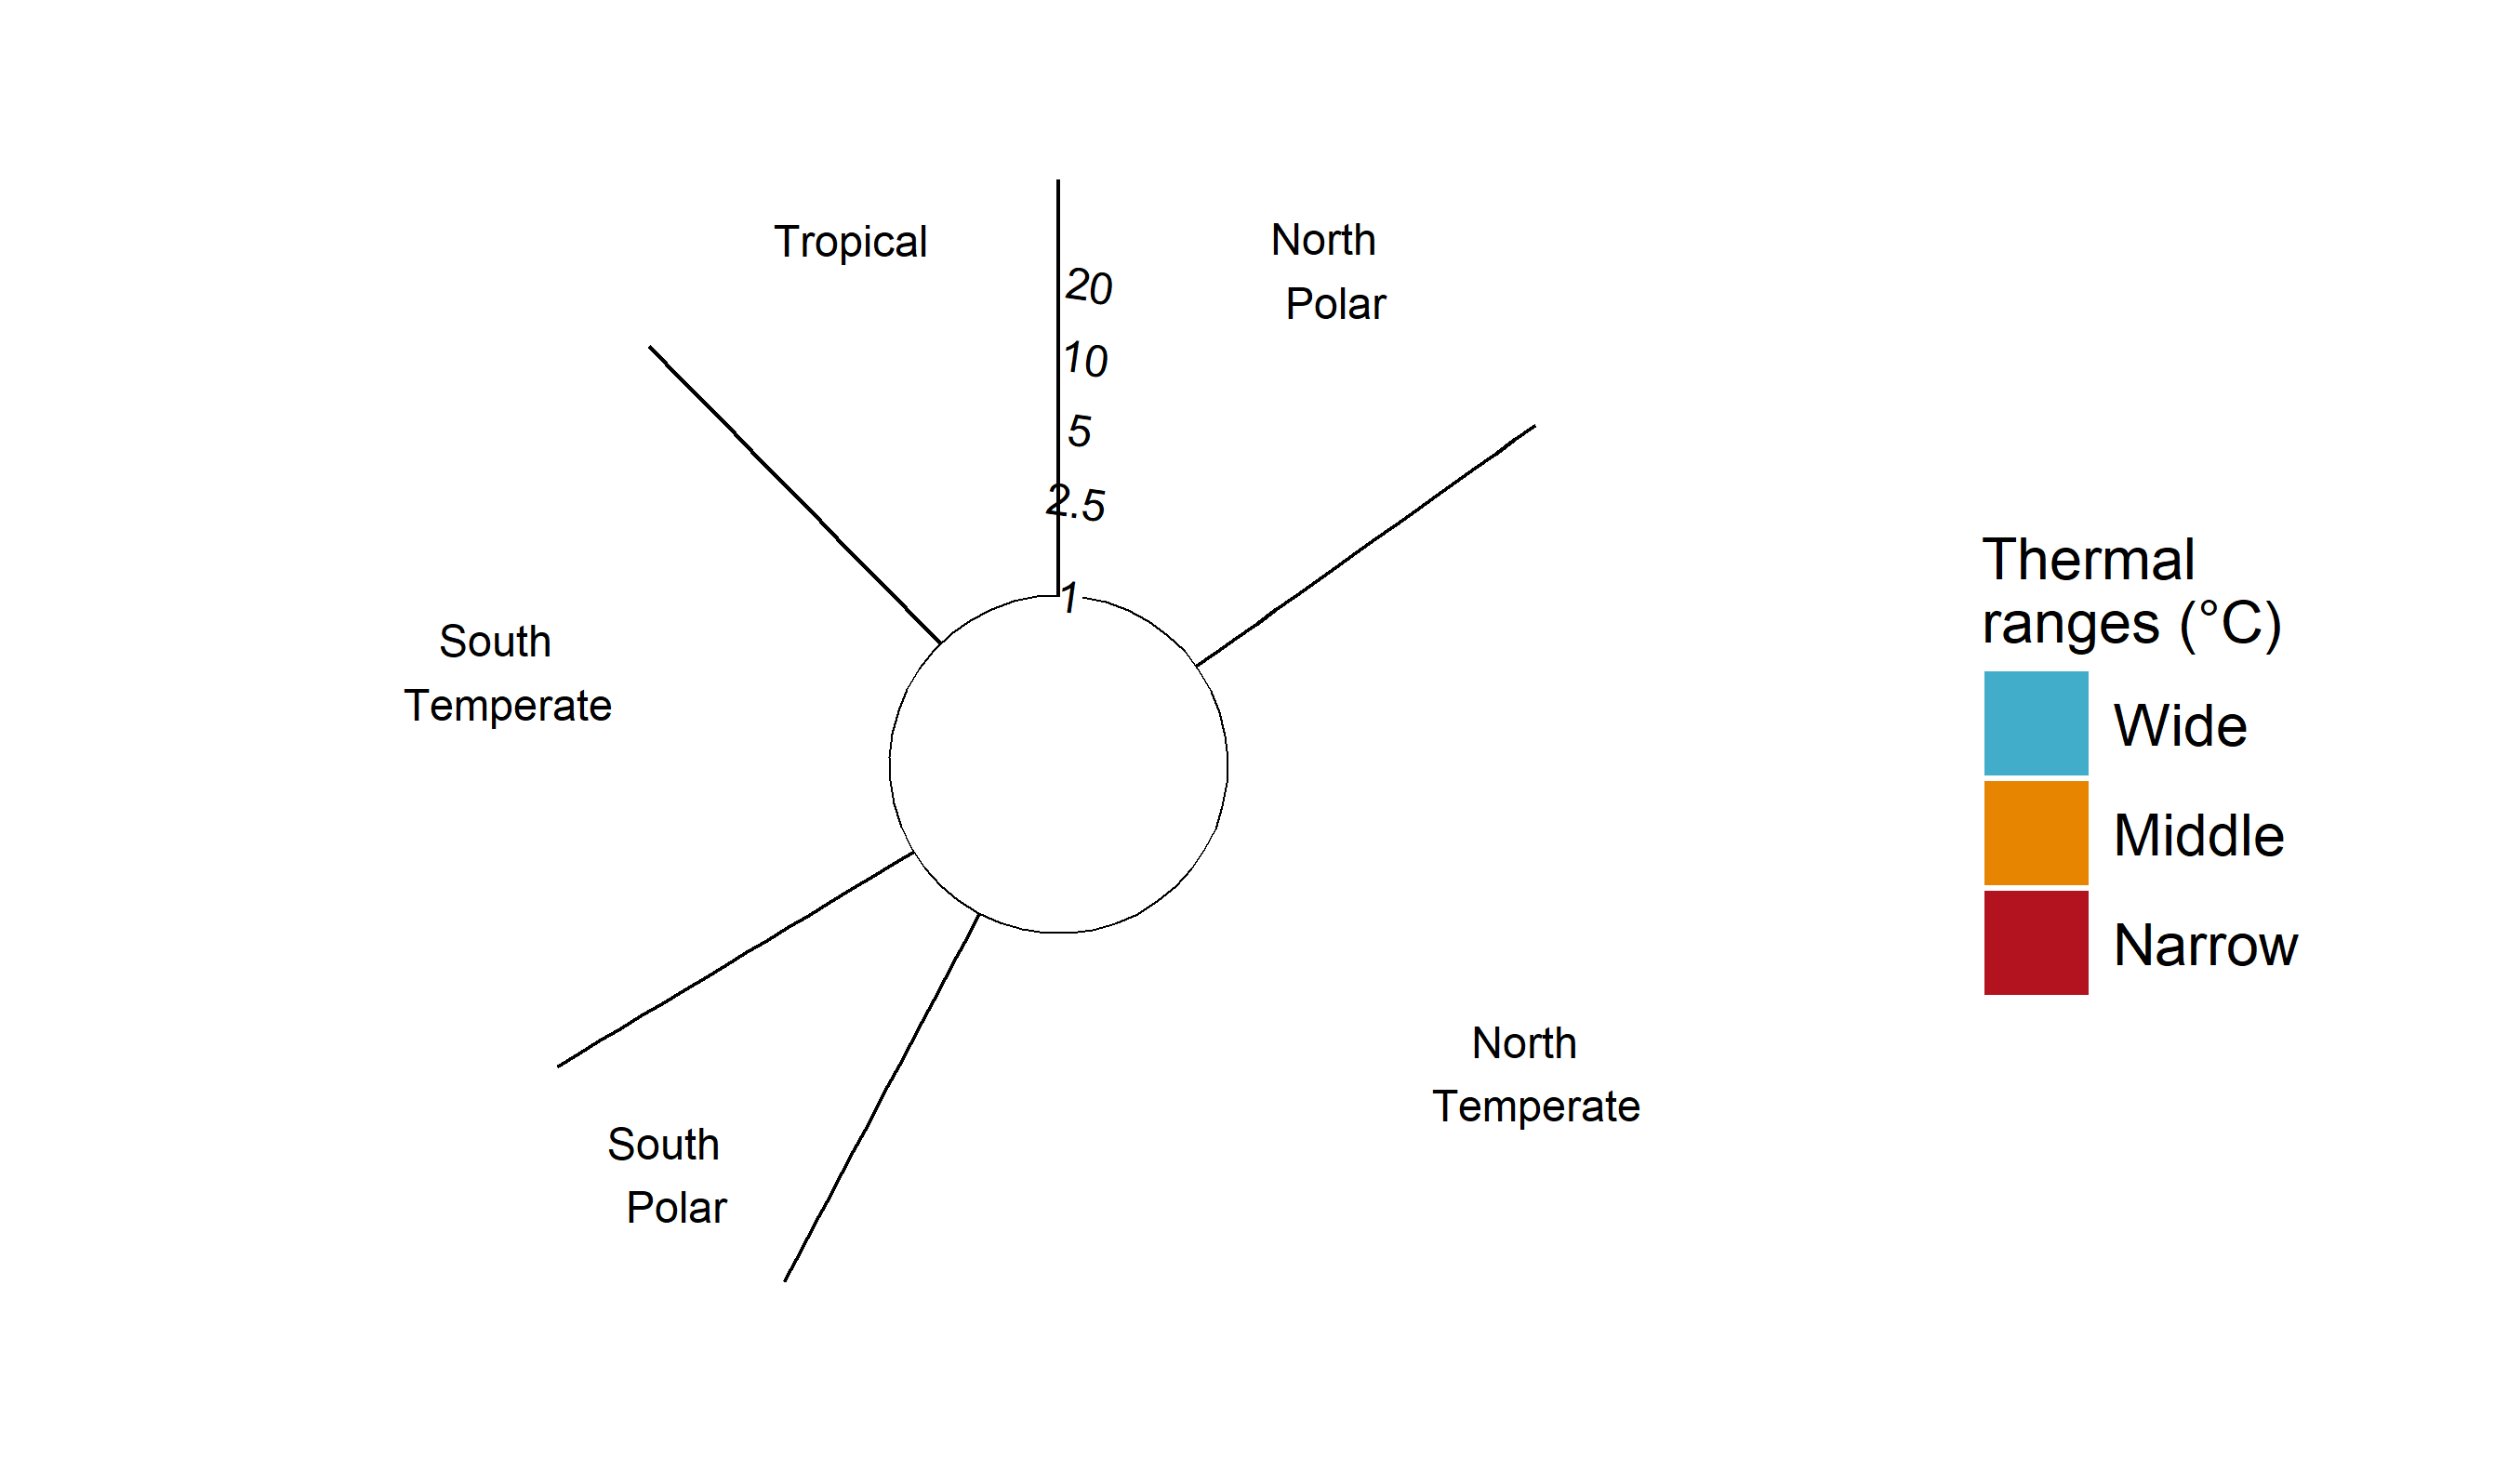 Tropical
North
Polar
20
10
5
2.5
1
South
Temperate
North
Temperate
South
Polar
Thermal
ranges (°C)
Wide
Middle
Narrow